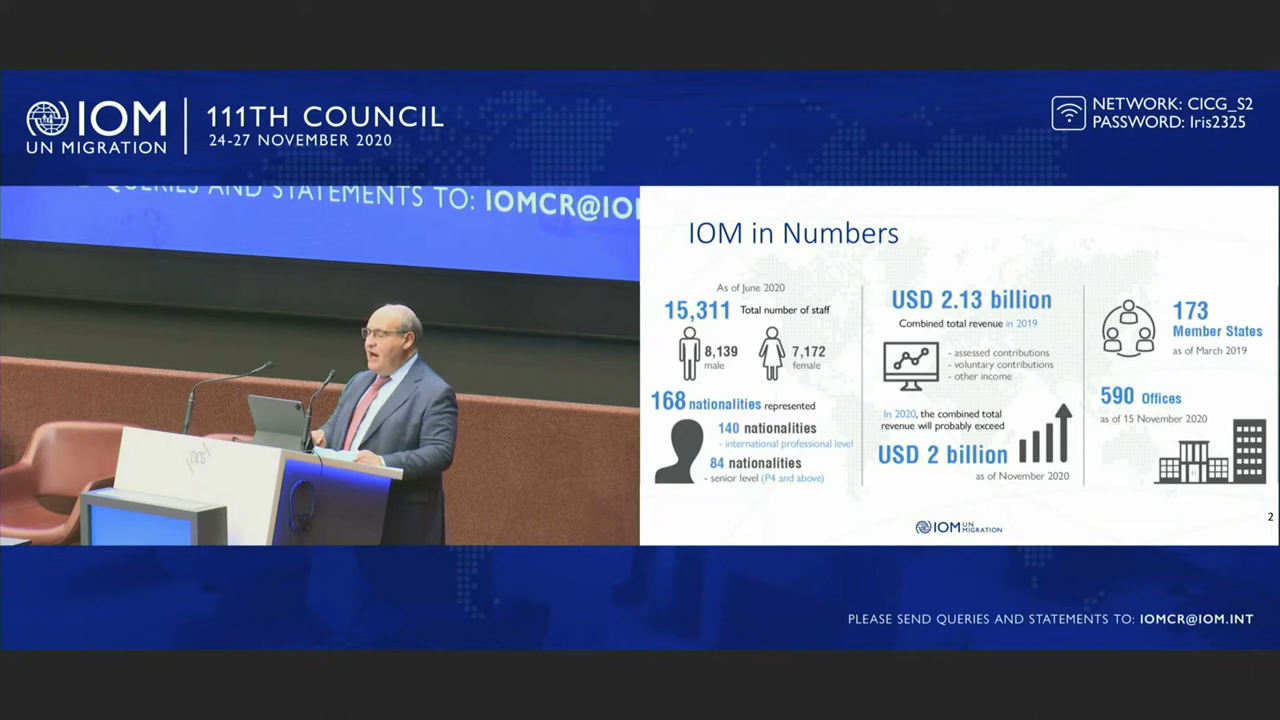 IOM
UN MIGRATION
111TH COUNCIL
24-27 NOVEMBER 2020
NETWORK: CICG_S2
PASSWORD: Iris2325
QUERIES AND STATEMENTS TO: IOMCR@IO
CICG
IOM in Numbers
As of June 2020
15,311 Total number of staff
8,139
male
7,172
female
168 nationalities represented
140 nationalities
- international professional level
84 nationalities
- senior level (P4 and above)
USD 2.13 billion
Combined total revenue in 2019
- assessed contributions
- voluntary contributions
- other income
In 2020, the combined total
revenue will probably exceed
USD 2 billion
as of November 2020
173
Member States
as of March 2019
590 Offices
as of 15 November 2020
IOM UN MIGRATION
2
PLEASE SEND QUERIES AND STATEMENTS TO: IOMCR@IOM.INT